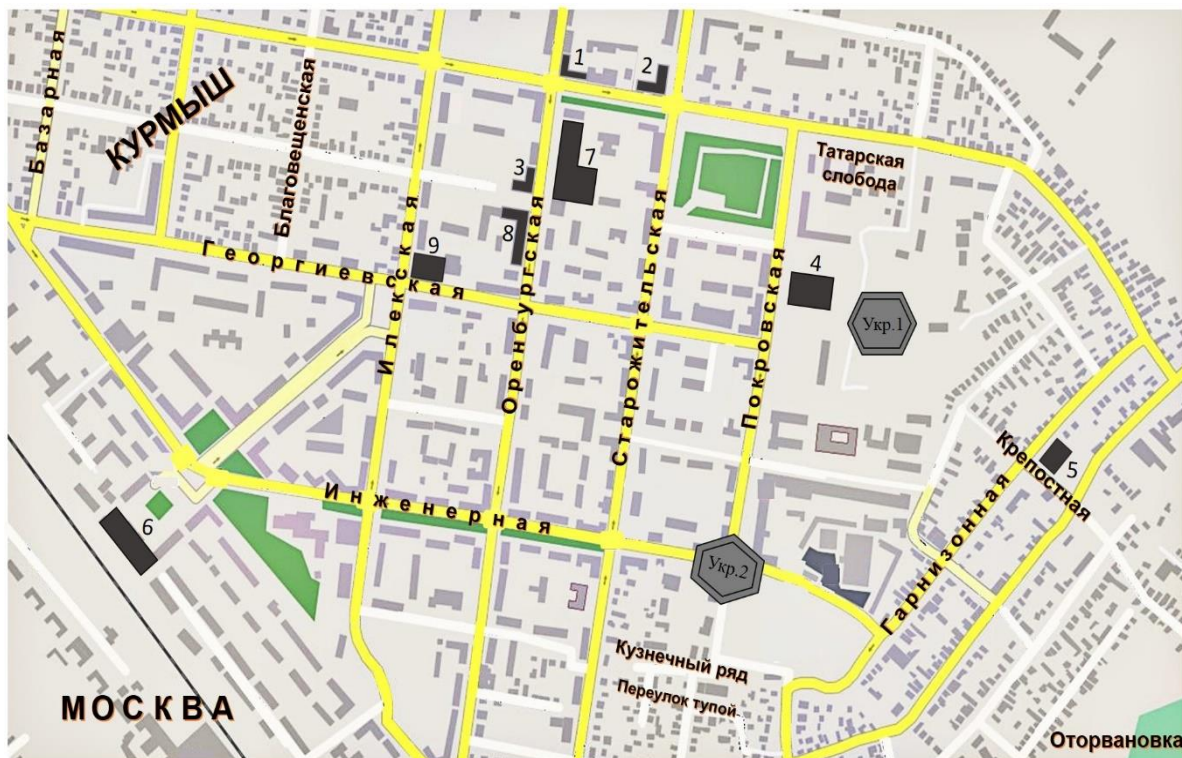 1
2
Базарная
КУРМЫШ
Благовещенская
Татарская
слобода
3
7
8
9
4
Георгиевская
Илекская
Оренбургская
Старожительская
Покровская
Укр.1
Инженерная
Крепостная
5
6
Гарнизонная
Укр.2
Кузнечный ряд
Переулок тупой
МОСКВА
Оторвановка